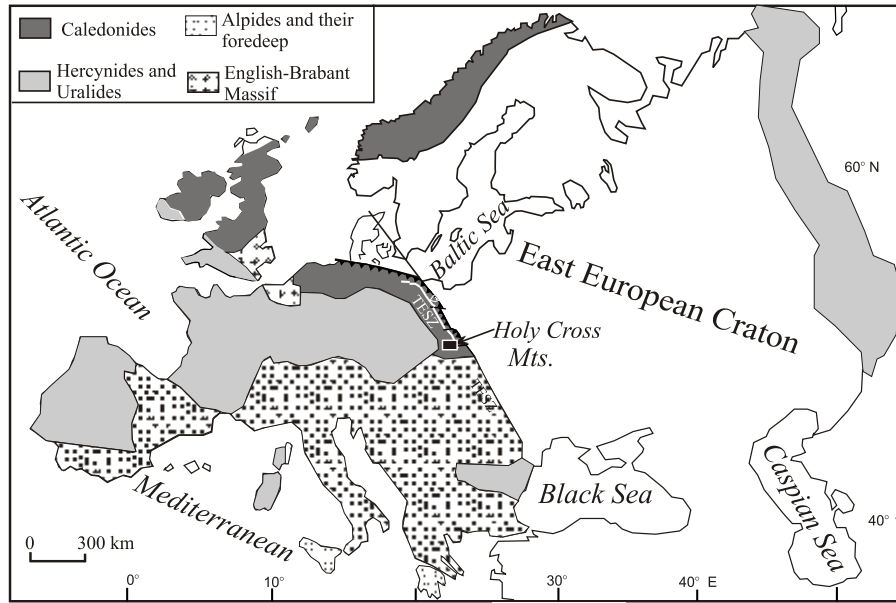 Caledonides
Alpides and their
foredeep
Hercynides and
Uralides
English-Brabant
Massif
60° N
Atlantic Ocean
Baltic Sea
East European Craton
TESZ
Holy Cross
Mts.
TESZ
Black Sea
Caspian Sea
Mediterranean
40°
0 300 km
0° 10° 30° 40° E